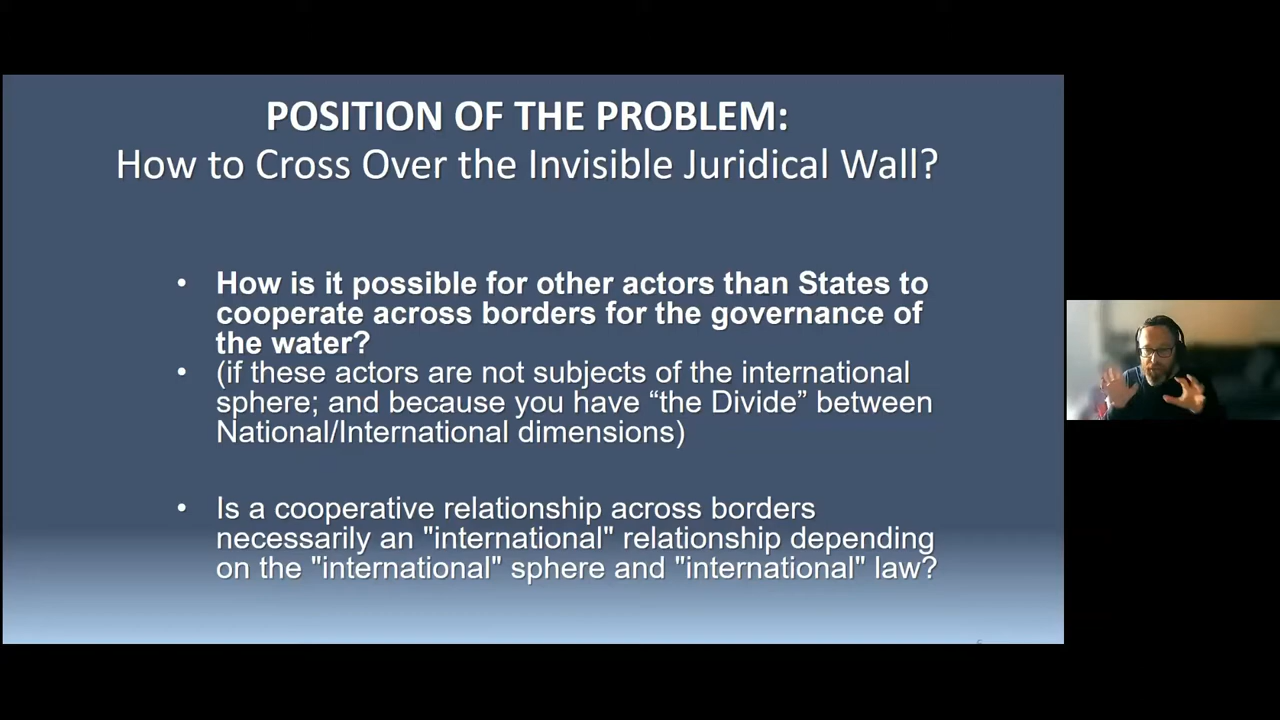 POSITION OF THE PROBLEM:
How to Cross Over the Invisible Juridical Wall?
• How is it possible for other actors than States to
cooperate across borders for the governance of
the water?
• (if these actors are not subjects of the international
sphere; and because you have “the Divide” between
National/International dimensions)
• Is a cooperative relationship across borders
necessarily an "international" relationship depending
on the "international" sphere and "international" law?